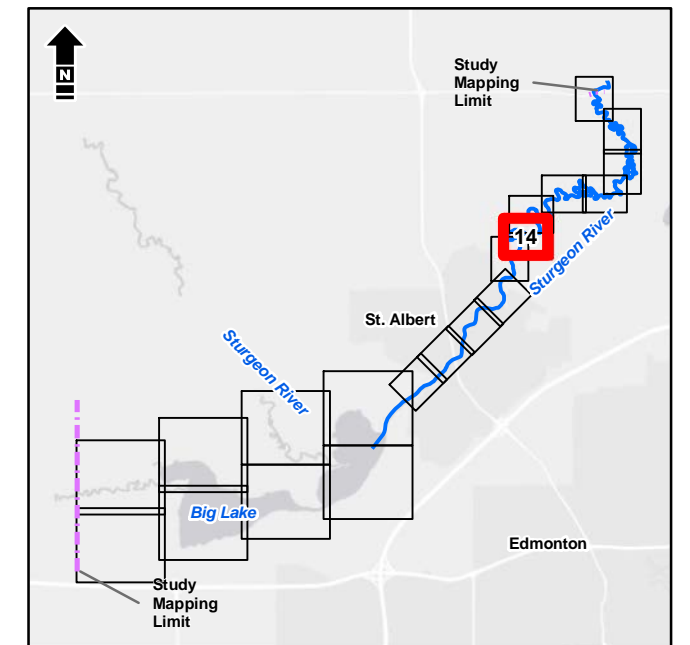 N
Study
Mapping
Limit
14
Sturgeon River
St. Albert
Sturgeon River
Big Lake
Edmonton
Study
Mapping
Limit